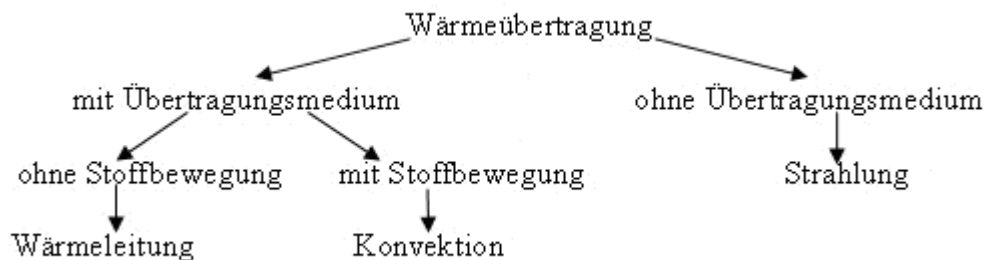 Wärmeübertragung
mit Übertragungsmedium ohne Übertragungsmedium
ohne Stoffbewegung mit Stoffbewegung Strahlung
Wärmeleitung Konvektion